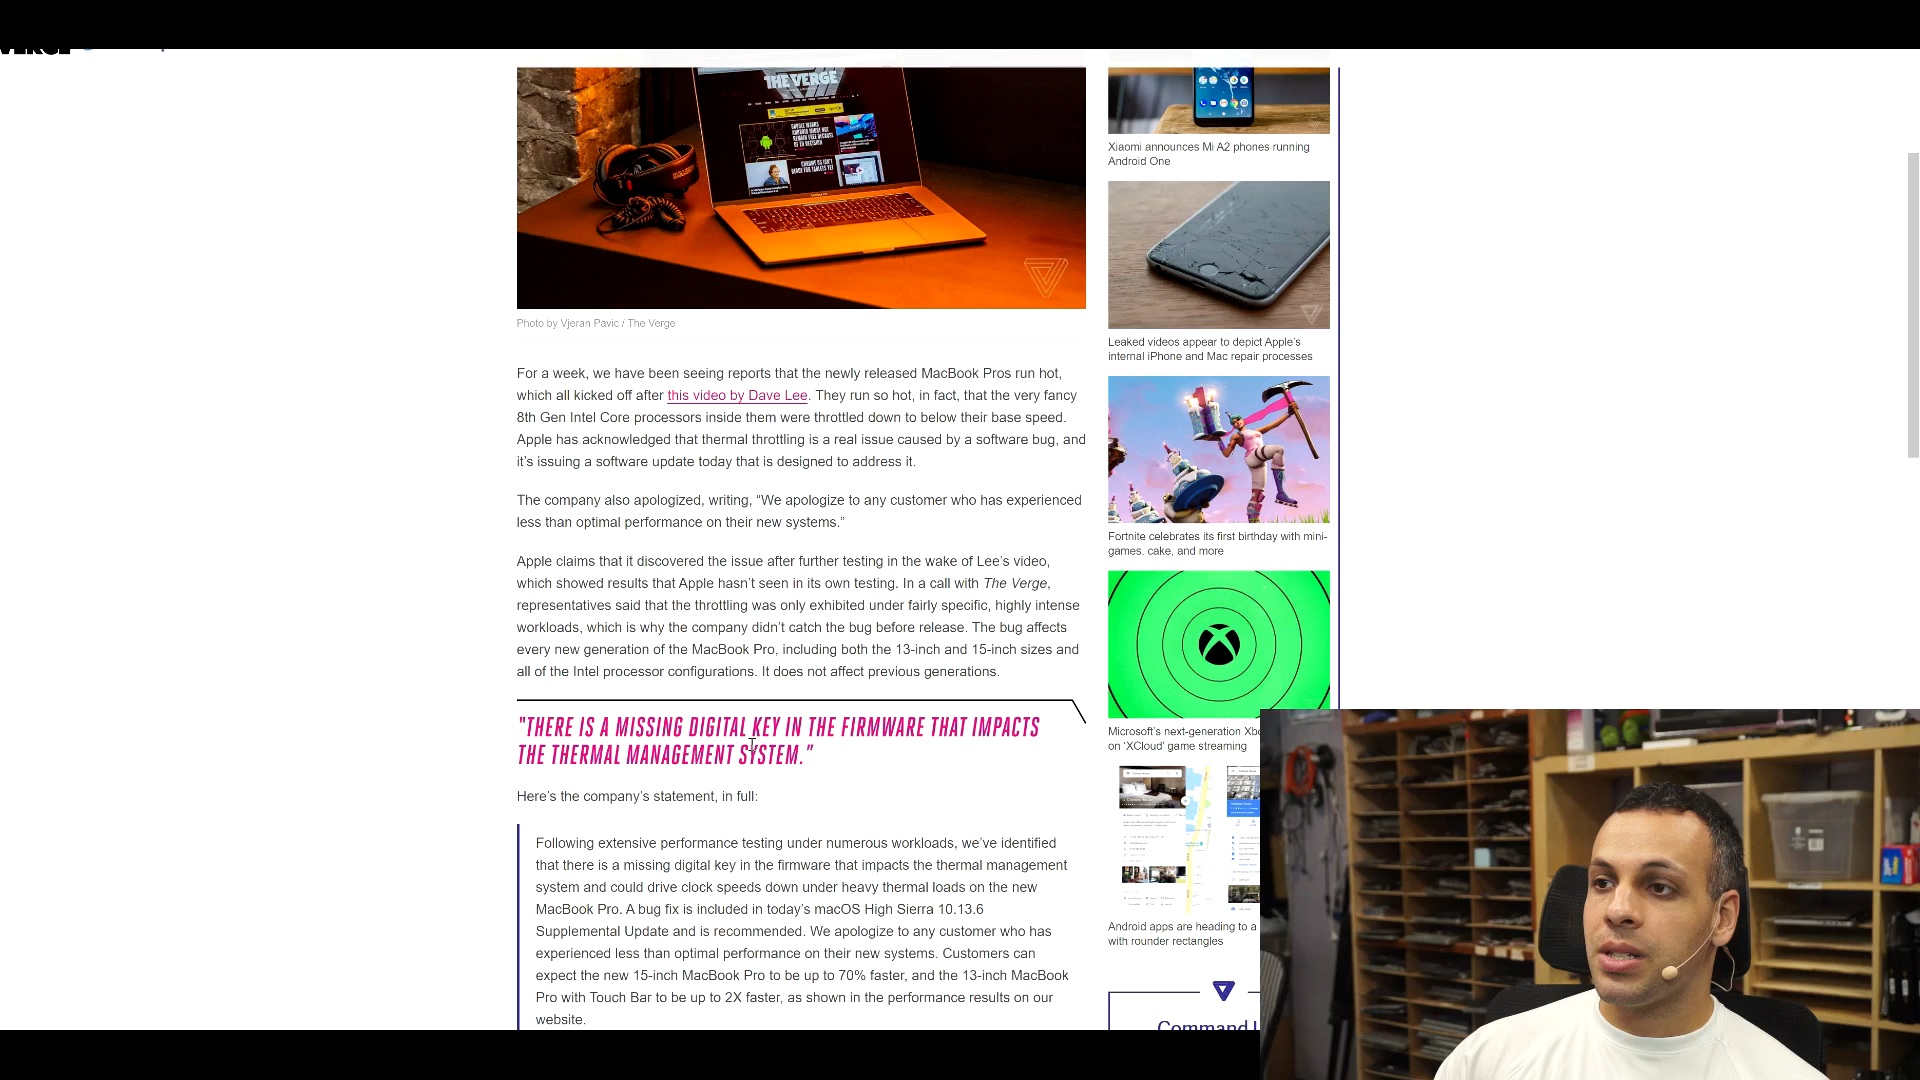 THE VERGE
Photo by Vjeran Pavic / The Verge
For a week, we have been seeing reports that the newly released MacBook Pros run hot,
which all kicked off after this video by Dave Lee. They run so hot, in fact, that the very fancy
8th Gen Intel Core processors inside them were throttled down to below their base speed.
Apple has acknowledged that thermal throttling is a real issue caused by a software bug, and
it's issuing a software update today that is designed to address it.
The company also apologized, writing, “We apologize to any customer who has experienced
less than optimal performance on their new systems.”
Apple claims that it discovered the issue after further testing in the wake of Lee's video,
which showed results that Apple hasn't seen in its own testing. In a call with The Verge,
representatives said that the throttling was only exhibited under fairly specific, highly intense
workloads, which is why the company didn't catch the bug before release. The bug affects
every new generation of the MacBook Pro, including both the 13-inch and 15-inch sizes and
all of the Intel processor configurations. It does not affect previous generations.
"THERE IS A MISSING DIGITAL KEY IN THE FIRMWARE THAT IMPACTS
THE THERMAL MANAGEMENT SYSTEM."
Here's the company's statement, in full:
Following extensive performance testing under numerous workloads, we've identified
that there is a missing digital key in the firmware that impacts the thermal management
system and could drive clock speeds down under heavy thermal loads on the new
MacBook Pro. A bug fix is included in today's macOS High Sierra 10.13.6
Supplemental Update and is recommended. We apologize to any customer who has
experienced less than optimal performance on their new systems. Customers can
expect the new 15-inch MacBook Pro to be up to 70% faster, and the 13-inch MacBook
Pro with Touch Bar to be up to 2X faster, as shown in the performance results on our
website.
Xiaomi announces Mi A2 phones running
Android One
Leaked videos appear to depict Apple's
internal iPhone and Mac repair processes
Fortnite celebrates its first birthday with mini-
games, cake, and more
Microsoft's next-generation
on 'XCloud' game streaming
Android apps are heading to a
with rounder rectangles
Command